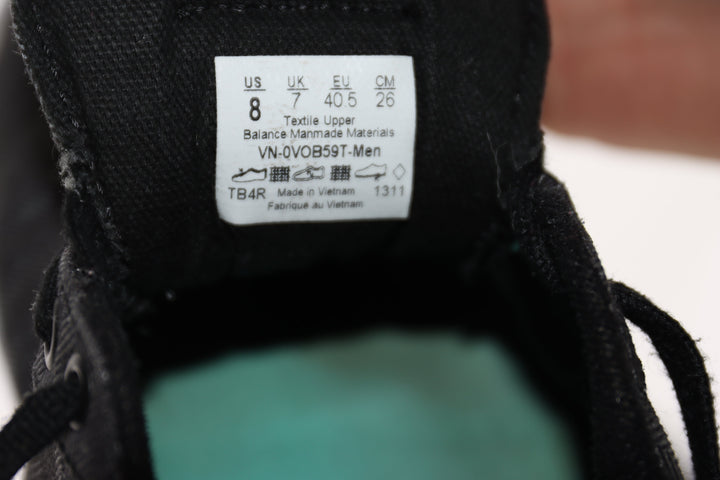 US UK EU CM
8 7 40.5 26
Textile Upper
Balance Manmade Materials
VN-0VOB59T-Men
TB4R Made in Vietnam 1311
Fabriqué au Vietnam